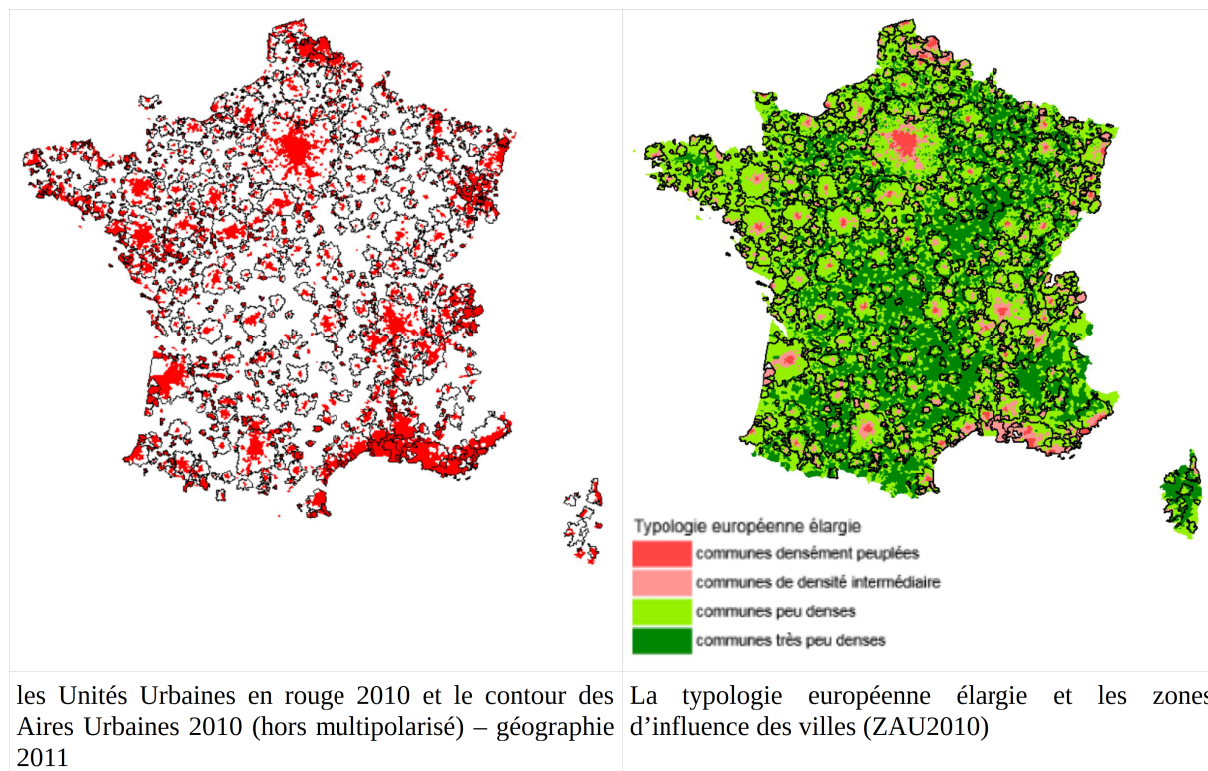 Typologie européenne élargie
communes densément peuplées
communes de densité intermédiaire
communes peu denses
communes très peu denses
les Unités Urbaines en rouge 2010 et le contour des
Aires Urbaines 2010 (hors multipolarisé) – géographie
2011
La typologie européenne élargie et les zones
d’influence des villes (ZAU2010)